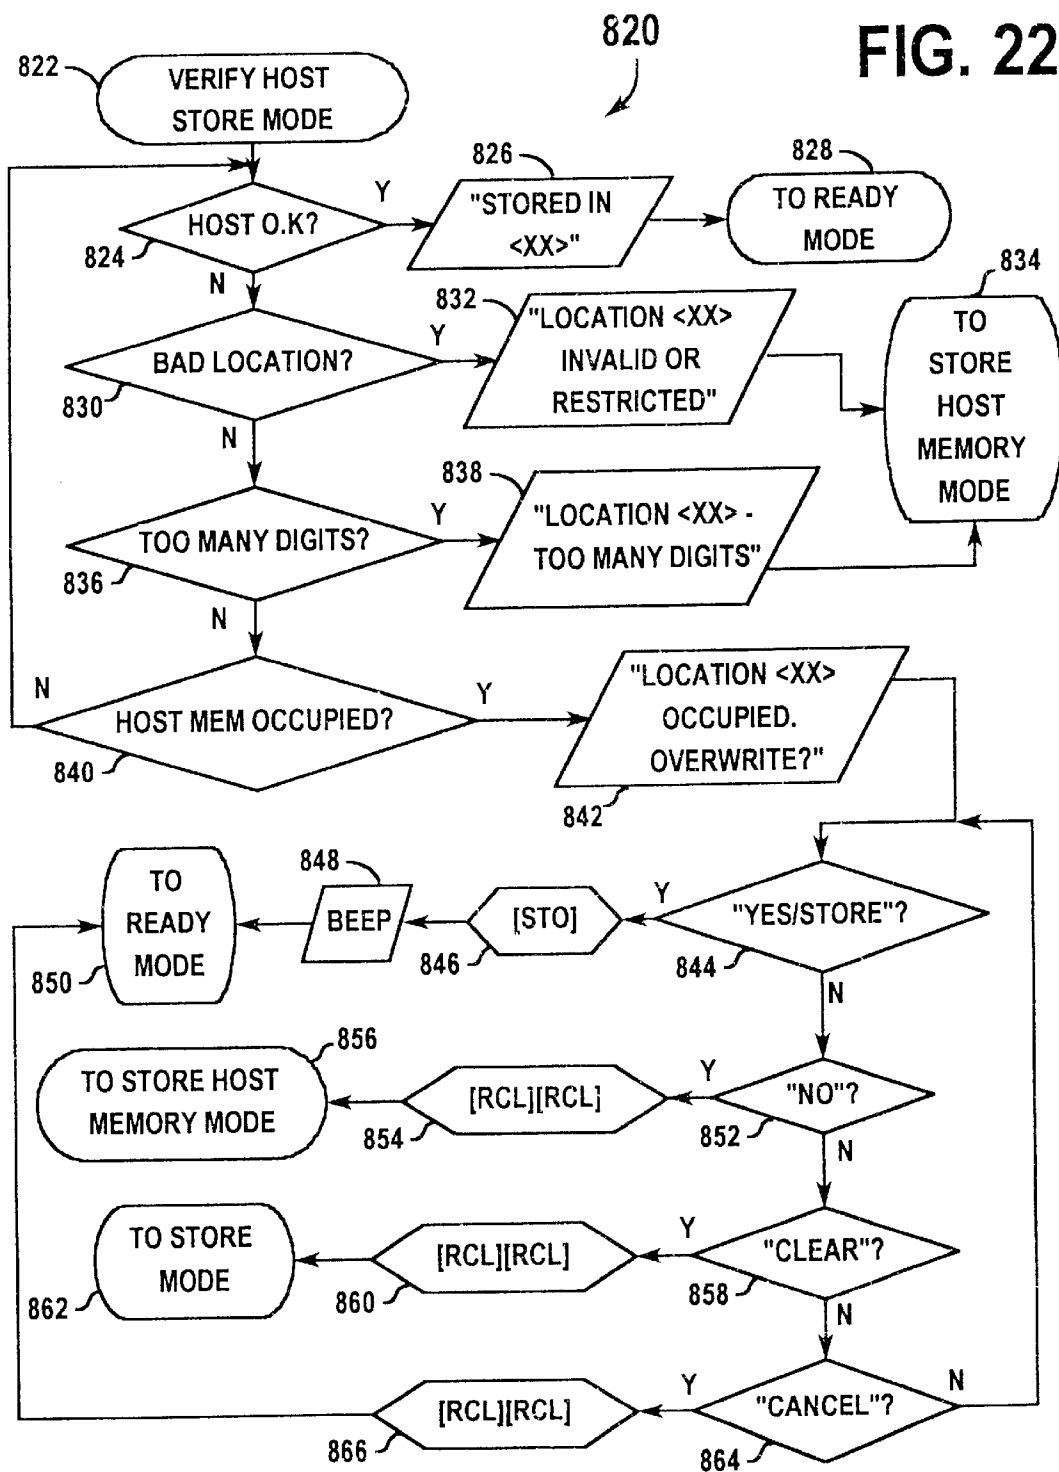 820
FIG. 22
822
VERIFY HOST
STORE MODE
826
828
Y
"STORED IN
<XX>"
TO READY
MODE
HOST O.K?
824
N
832
834
Y
"LOCATION <XX>
INVALID OR
RESTRICTED"
TO
STORE
HOST
MEMORY
MODE
BAD LOCATION?
830
N
838
Y
"LOCATION <XX> -
TOO MANY DIGITS"
TOO MANY DIGITS?
836
N
N
HOST MEM OCCUPIED?
Y
"LOCATION <XX>
OCCUPIED.
OVERWRITE?"
840
842
848
TO
READY
MODE
850
BEEP
[STO]
846
Y
"YES/STORE"?
844
N
856
TO STORE HOST
MEMORY MODE
[RCL][RCL]
854
Y
"NO"?
852
N
TO STORE
MODE
862
[RCL][RCL]
860
Y
"CLEAR"?
858
N
[RCL][RCL]
866
Y
"CANCEL"?
N
864